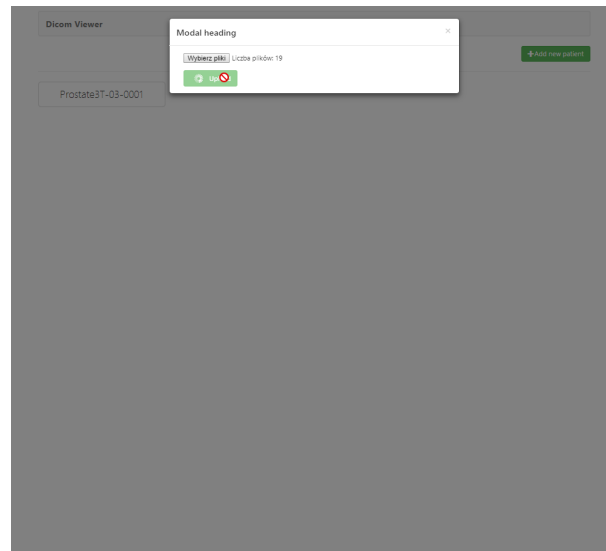 Dicom Viewer
Modal heading
×
Wybierz pliki Liczba plików: 19
+Add new patient
Prostate3T-03-0001